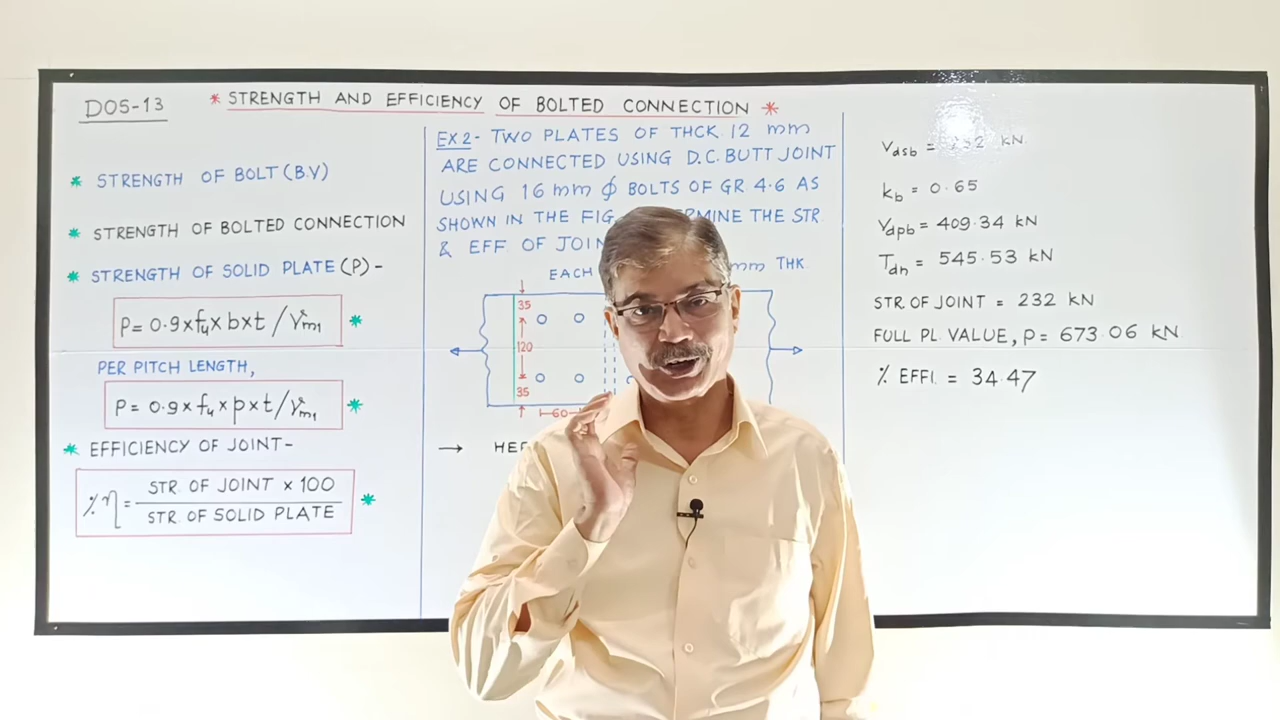 DOS-13
* STRENGTH AND EFFICIENCY OF BOLTED CONNECTION *
* STRENGTH OF BOLT (B.V)
* STRENGTH OF BOLTED CONNECTION
* STRENGTH OF SOLID PLATE (P) -
P = 0.9 × fu × b × t / γm1 *
PER PITCH LENGTH,
P = 0.9 × fu × p × t / γm1 *
* EFFICIENCY OF JOINT-
% η = STR. OF JOINT × 100
STR. OF SOLID PLATE *
EX.2- TWO PLATES OF THCK. 12 mm
ARE CONNECTED USING D.C. BUTT JOINT
USING 16 mm ϕ BOLTS OF GR 4.6 AS
SHOWN IN THE FIG THE STR.
& EFF. OF
EACH mm THK.
35
120
35
60
→
Vdsb = kN
kb = 0.65
Vdpb = 409.34 kN
Tdn = 545.53 kN
STR. OF JOINT = 232 kN
FULL PL. VALUE, P = 673.06 kN
% EFFI. = 34.47